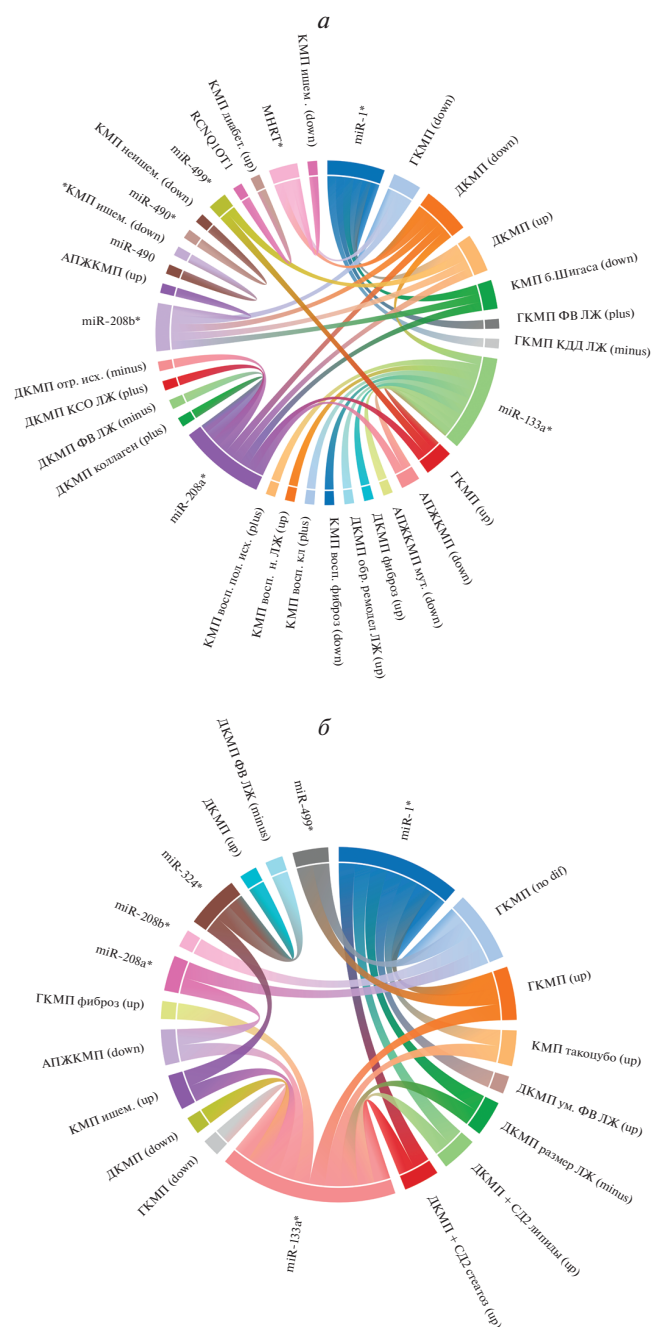 а
КМП ишем . (down)
miR-1*
ГКМП (down)
ДКМП (down)
ДКМП (up)
КМП б.Шагаса (down)
ГКМП ФВ ЛЖ (plus)
ГКМП КДД ЛЖ (minus)
miR-133a*
ГКМП (up)
АПЖКМП (down)
АПЖКМП мут. (down)
ДКМП фиброз (up)
ДКМП обр. ремодел ЛЖ (up)
КМП восп. фиброз (down)
КМП восп. кл (plus)
КМП восп. н. ЛЖ (up)
КМП восп. пол. исх. (plus)
miR-208a*
ДКМП коллаген (plus)
ДКМП ФВ ЛЖ (minus)
ДКМП КСО ЛЖ (plus)
ДКМП отр. исх. (minus)
miR-208b*
АПЖКМП (up)
miR-490
*КМП ишем. (down)
miR-490*
КМП неишем. (down)
miR-499*
RCNQ1OT1
КМП диабет. (up)
MHRT*
б
miR-499*
miR-1*
ГКМП (no dif)
ГКМП (up)
КМП такоцубо (up)
ДКМП ум. ФВ ЛЖ (up)
ДКМП размер ЛЖ (minus)
ДКМП + СД2 липиды (up)
ДКМП + СД2 стеатоз (up)
miR-133a*
ГКМП (down)
ДКМП (down)
КМП ишем. (up)
АПЖКМП (down)
ГКМП фиброз (up)
miR-208a*
miR-208b*
miR-324*
ДКМП (up)
ДКМП ФВ ЛЖ (minus)